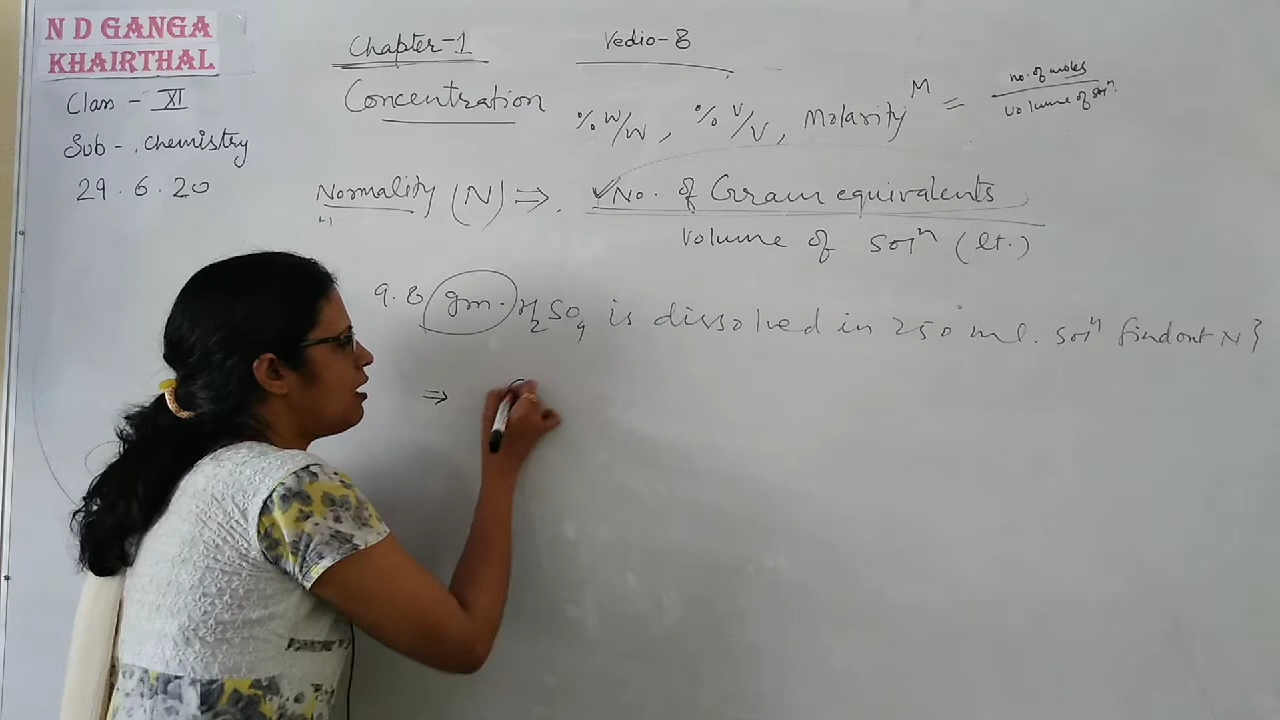 N D GANGA
KHAIRTHAL
Class - XI
Sub - Chemistry
29.6.20
Chapter-1 Vedio-8
Concentration % W/W, % V/V, Molarity M = no. of moles / Volume of solⁿ.
Normality (N) ⇒ ✓No. of Gram equivalents
Volume of solⁿ (lt.)
9.8 gm. H₂SO₄ is dissolved in 250 ml. solⁿ findout N?
⇒